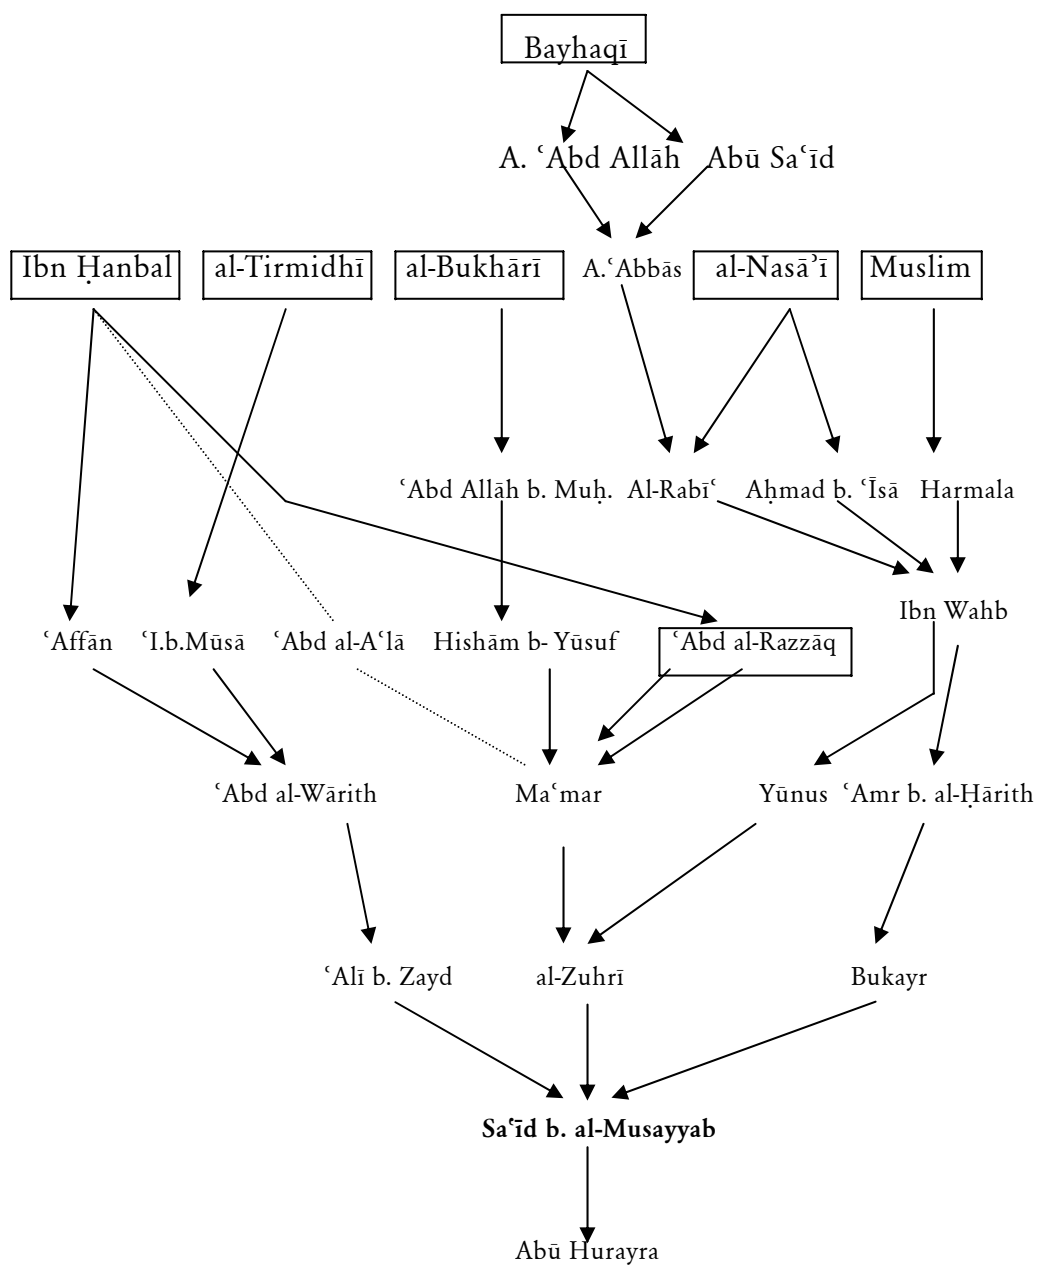 Bayhaqī
A. ʿAbd Allāh Abū Saʿīd
Ibn Ḥanbal al-Tirmidhī al-Bukhārī A.ʿAbbās al-Nasāʾī Muslim
ʿAbd Allāh b. Muḥ. Al-Rabīʿ Aḥmad b. ʿĪsā Harmala
Ibn Wahb
ʿAffān ʿI.b.Mūsā ʿAbd al-Aʿlā Hishām b- Yūsuf ʿAbd al-Razzāq
ʿAbd al-Wārith Maʿmar Yūnus ʿAmr b. al-Ḥārith
ʿAlī b. Zayd al-Zuhrī Bukayr
Saʿīd b. al-Musayyab
Abū Hurayra